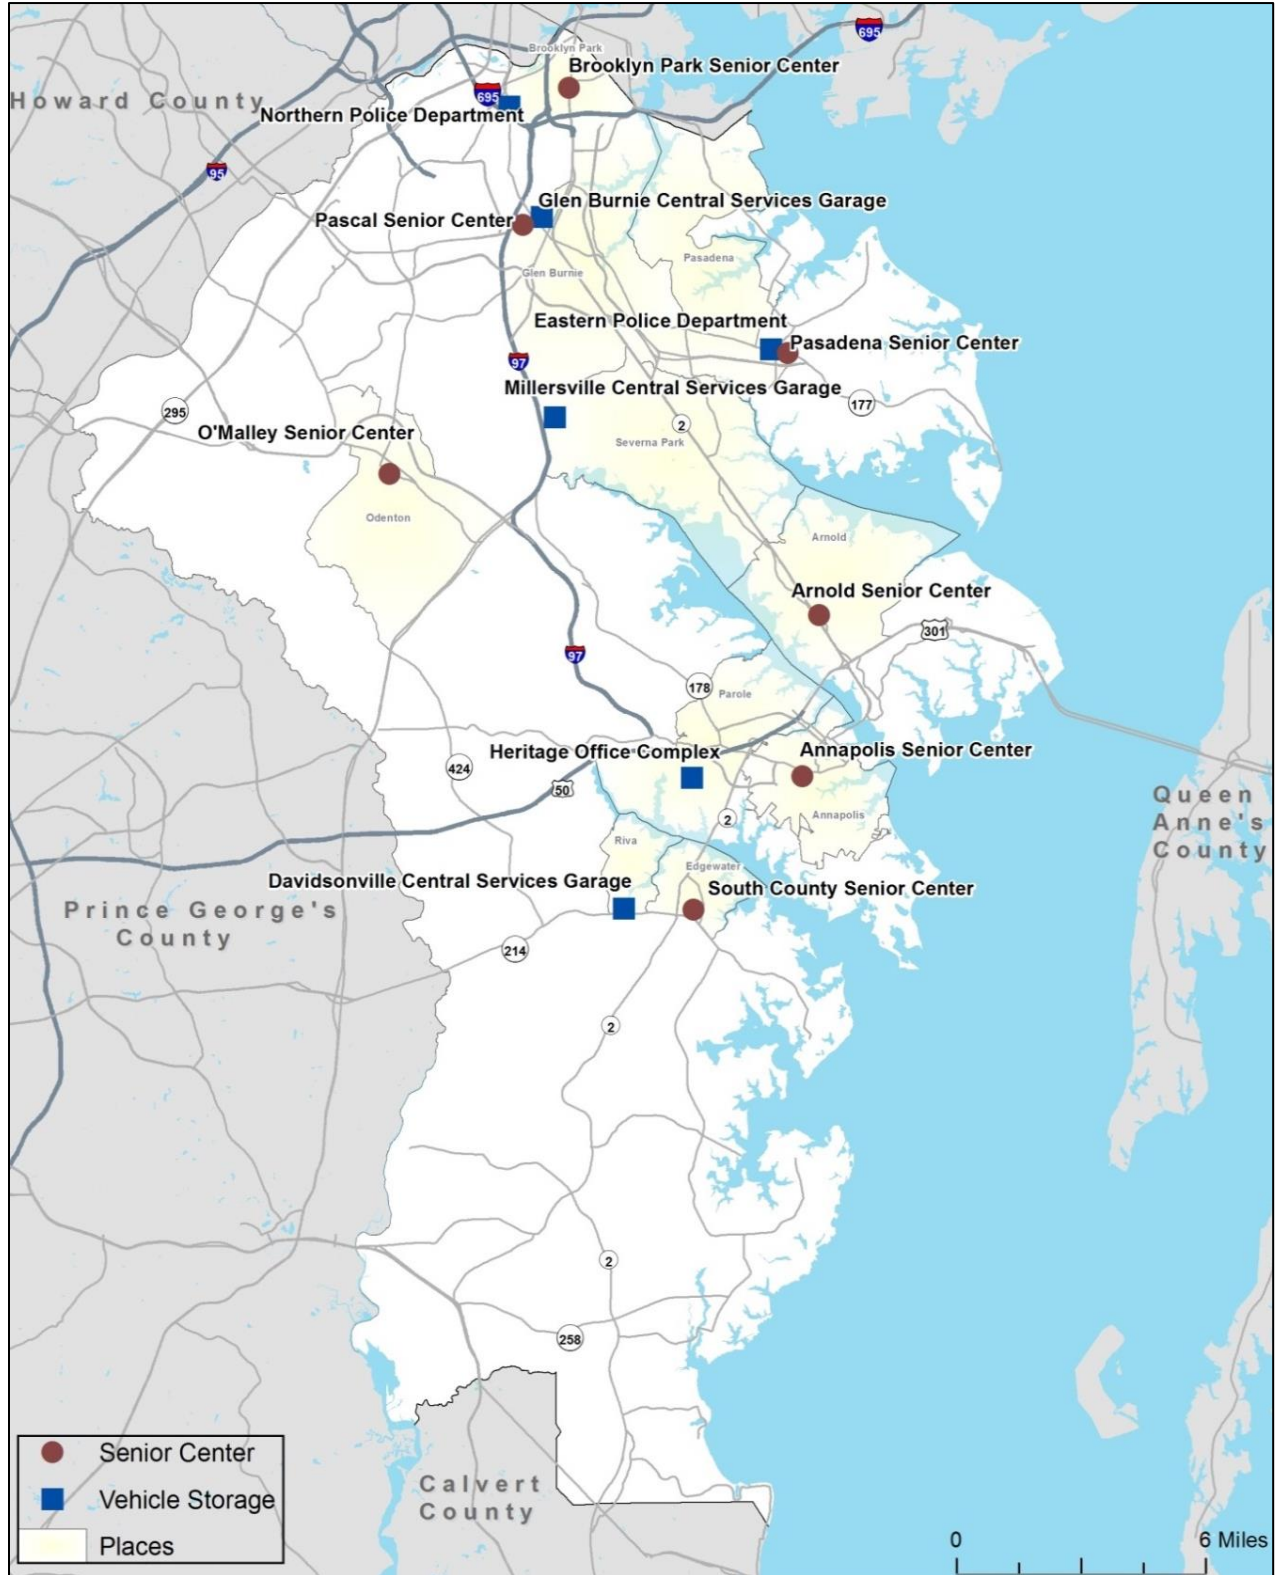 695
Brooklyn Park
Brooklyn Park Senior Center
695
Howard County
Northern Police Department
95
Glen Burnie Central Services Garage
Pascal Senior Center
Pasadena
Glen Burnie
Eastern Police Department
Pasadena Senior Center
97
Millersville Central Services Garage
177
295
2
O'Malley Senior Center
Severna Park
Odenton
Arnold
Arnold Senior Center
301
97
178
Parole
Heritage Office Complex
Annapolis Senior Center
424
50
Queen
Anne's
County
2
Annapolis
Riva
Edgewater
Davidsonville Central Services Garage
South County Senior Center
Prince George's
County
214
2
2
258
Senior Center
Vehicle Storage
Places
Calvert
County
0
6 Miles